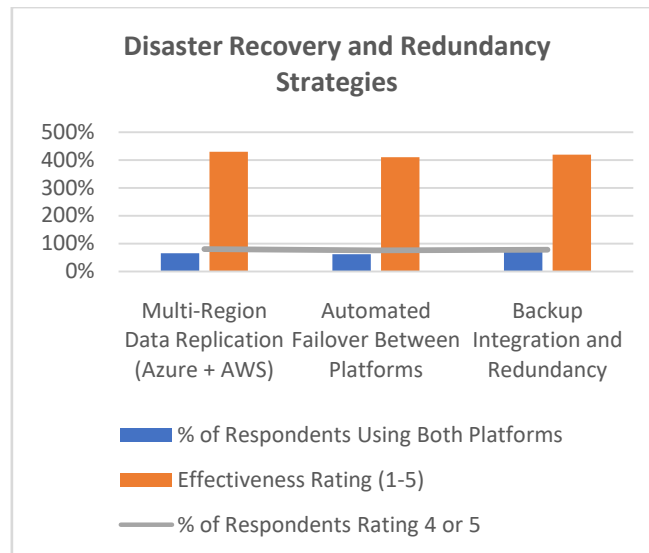 Disaster Recovery and Redundancy
Strategies
500%
400%
300%
200%
100%
0%
Multi-Region
Data Replication
(Azure + AWS)
Automated
Failover Between
Platforms
Backup
Integration and
Redundancy
% of Respondents Using Both Platforms
Effectiveness Rating (1-5)
% of Respondents Rating 4 or 5